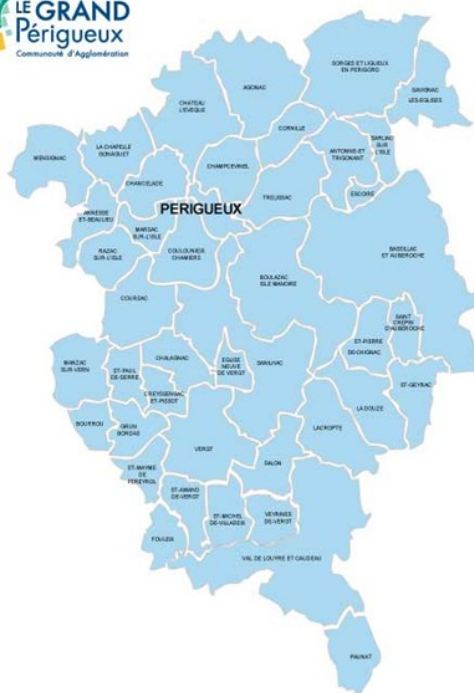 LE GRAND
Périgueux
Communauté d'Agglomération
SORGES ET LIGUEUX
EN PERIGORD
AGONAC
SAVIGNAC
LES-EGLISES
CHATEAU
L'EVEQUE
CORNILLE
SARLIAC
SUR
L'ISLE
LA CHAPELLE
GONAGUET
ANTONNE-ET
TRIGONANT
MENSIGNAC
CHAMPCEVINEL
CHANCELADE
ESCOIRE
TRELISSAC
PERIGUEUX
ANNESSE
ET-BEAULIEU
MARSAC
SUR-L'ISLE
RAZAC
SUR-L'ISLE
COULOUNIEIX
CHAMIERS
BASSILLAC
ET AUBEROCHE
BOULAZAC
ISLE MANOIRE
COURSAC
SAINT
CREPIN
D'AUBEROCHE
ST-PIERRE
DE-CHIGNAC
MANZAC
SUR-VERN
CHALAGNAC
EGLISE
NEUVE
DE VERGT
SANILHAC
ST-PAUL
DE-SERRE
ST-GEYRAC
CREYSSENSAC
ET-PISSOT
LA DOUZE
BOURROU
GRUN
BORDAS
LACROPTE
VERGT
SALON
ST-MAYME
DE
PEREYROL
ST-AMAND
DE-VERGT
ST-MICHEL
DE-VILLADEIX
VEYRINES
DE-VERGT
FOULEIX
VAL DE LOUYRE ET CAUDEAU
PAUNAT